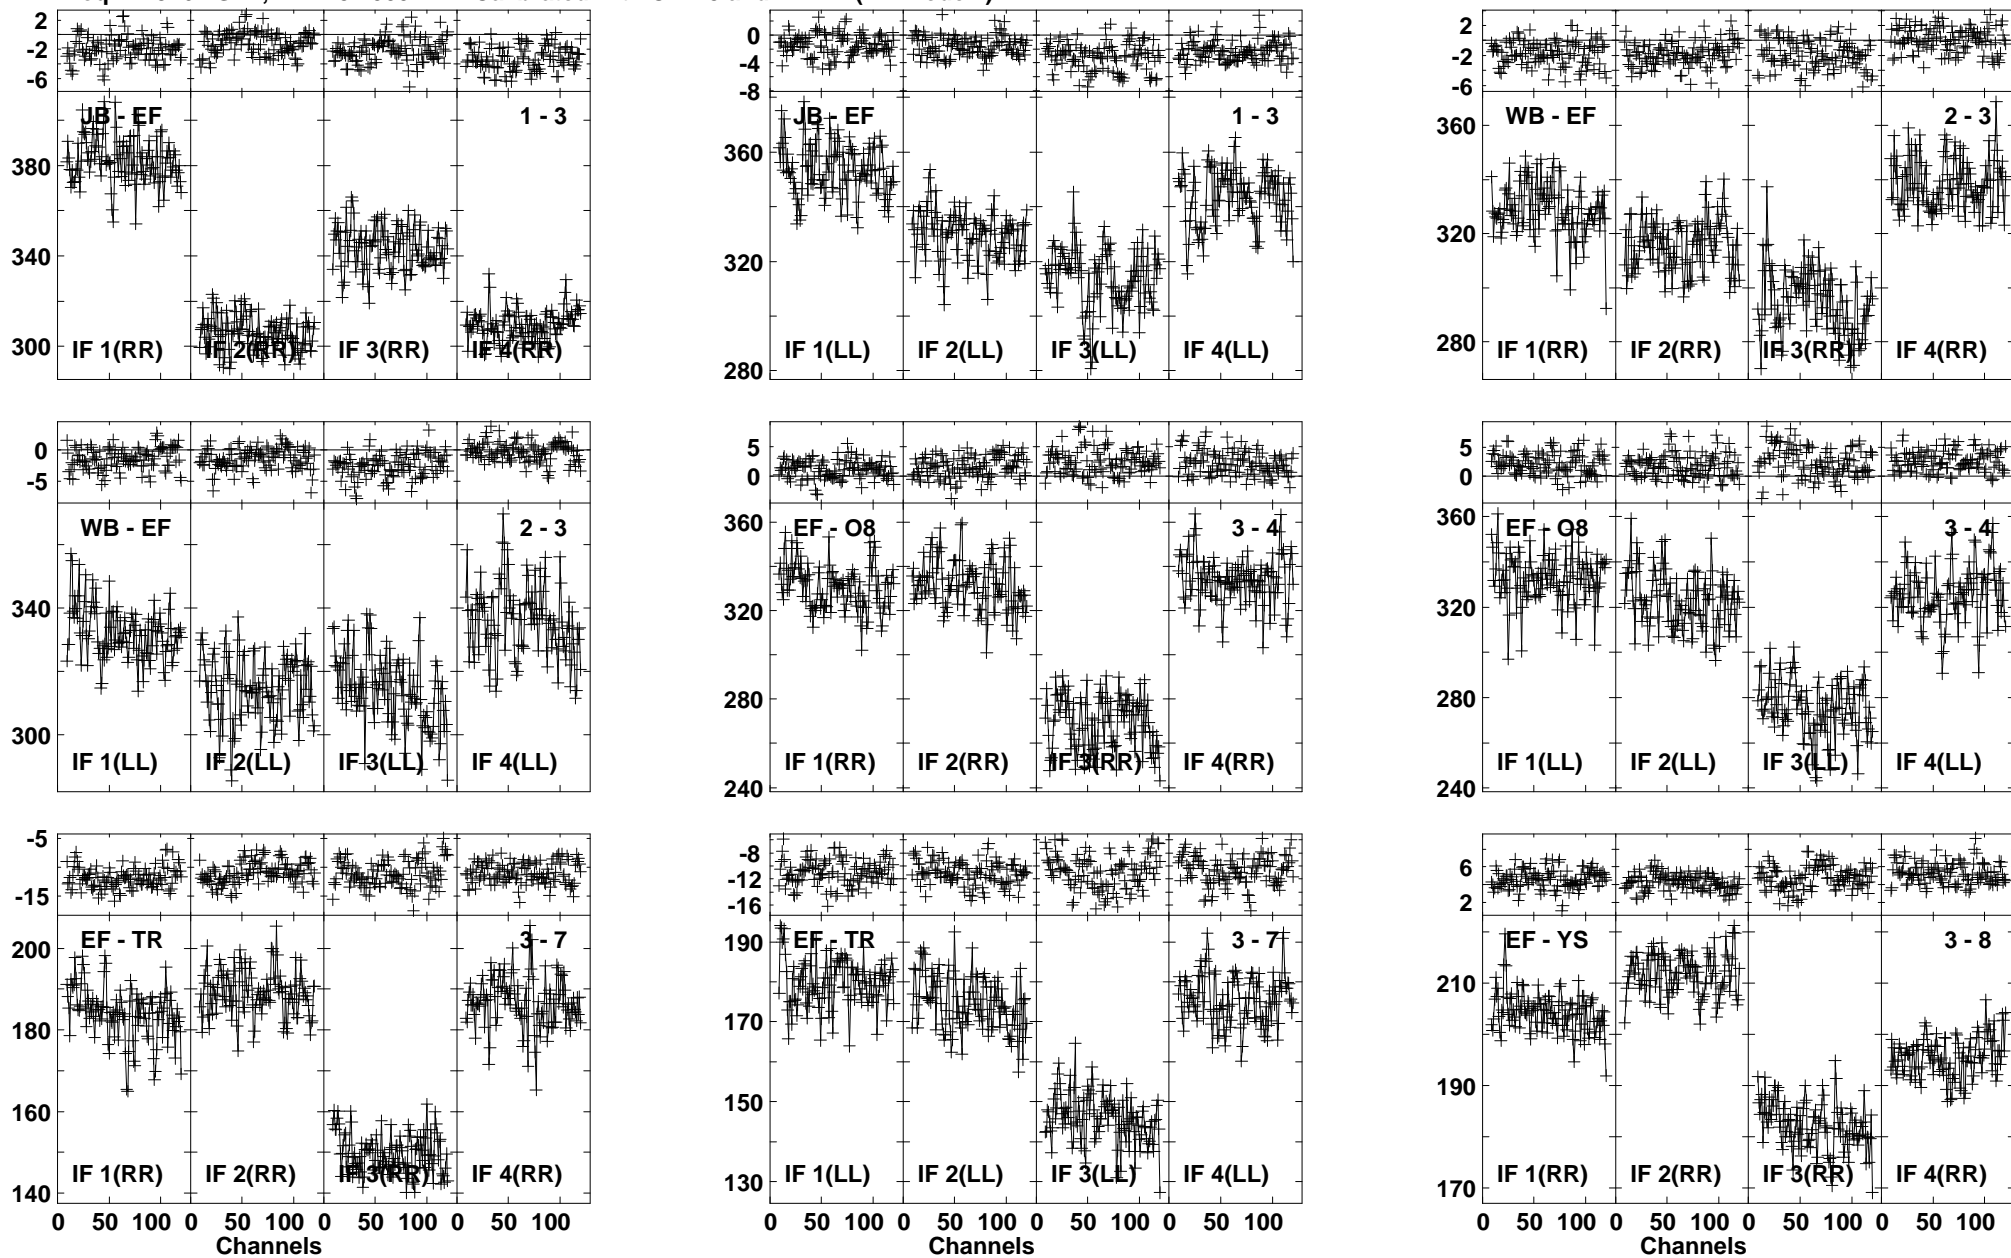 2
0
-2
-4
-6
JB - EF
1 - 3
380
340
300
IF 1(RR)
IF 2(RR)
IF 3(RR)
IF 4(RR)
0
-4
-8
JB - EF
1 - 3
360
320
280
IF 1(LL)
IF 2(LL)
IF 3(LL)
IF 4(LL)
2
0
-2
-4
-6
WB - EF
2 - 3
360
320
280
IF 1(RR)
IF 2(RR)
IF 3(RR)
IF 4(RR)
0
-5
WB - EF
2 - 3
340
300
IF 1(LL)
IF 2(LL)
IF 3(LL)
IF 4(LL)
5
0
EF - O8
3 - 4
360
320
280
240
IF 1(RR)
IF 2(RR)
IF 3(RR)
IF 4(RR)
5
0
EF - O8
3 - 4
360
320
280
240
IF 1(LL)
IF 2(LL)
IF 3(LL)
IF 4(LL)
-5
-15
EF - TR
3 - 7
200
180
160
140
IF 1(RR)
IF 2(RR)
IF 3(RR)
IF 4(RR)
0 50 100 0 50 100 0 50 100 0 50 100
Channels
-8
-12
-16
EF - TR
3 - 7
190
170
150
130
IF 1(LL)
IF 2(LL)
IF 3(LL)
IF 4(LL)
0 50 100 0 50 100 0 50 100 0 50 100
Channels
6
2
EF - YS
3 - 8
210
190
170
IF 1(RR)
IF 2(RR)
IF 3(RR)
IF 4(RR)
0 50 100 0 50 100 0 50 100 0 50 100
Channels